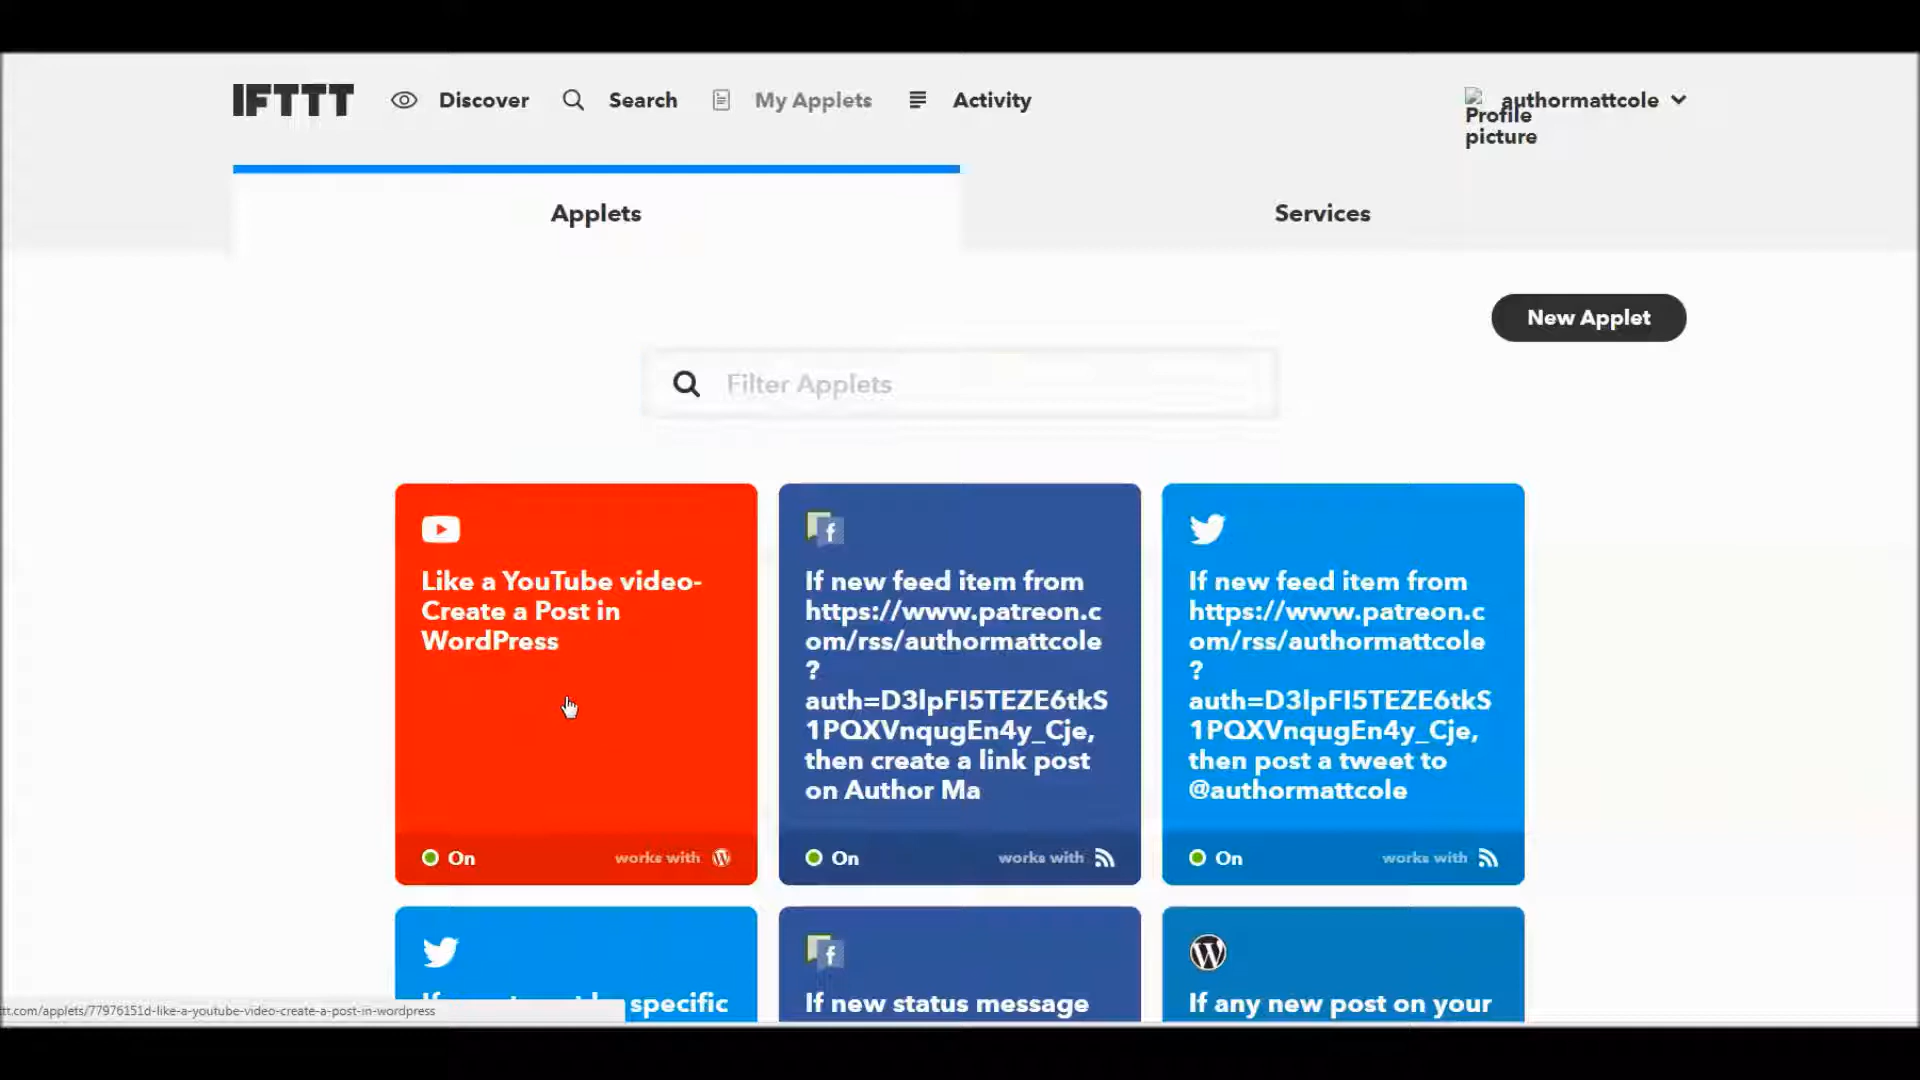 IFTTT Discover Search My Applets Activity
authormattcole
Profile
picture
Applets Services
New Applet
Filter Applets
Like a YouTube video-
Create a Post in
WordPress
On works with
If new feed item from
https://www.patreon.c
om/rss/authormattcole
?
auth=D3lpFI5TEZE6tkS
1PQXVnqugEn4y_Cje,
then create a link post
on Author Ma
On works with
If new feed item from
https://www.patreon.c
om/rss/authormattcole
?
auth=D3lpFI5TEZE6tkS
1PQXVnqugEn4y_Cje,
then post a tweet to
@authormattcole
On works with
specific
If new status message
If any new post on your
tt.com/applets/77976151d-like-a-youtube-video-create-a-post-in-wordpress